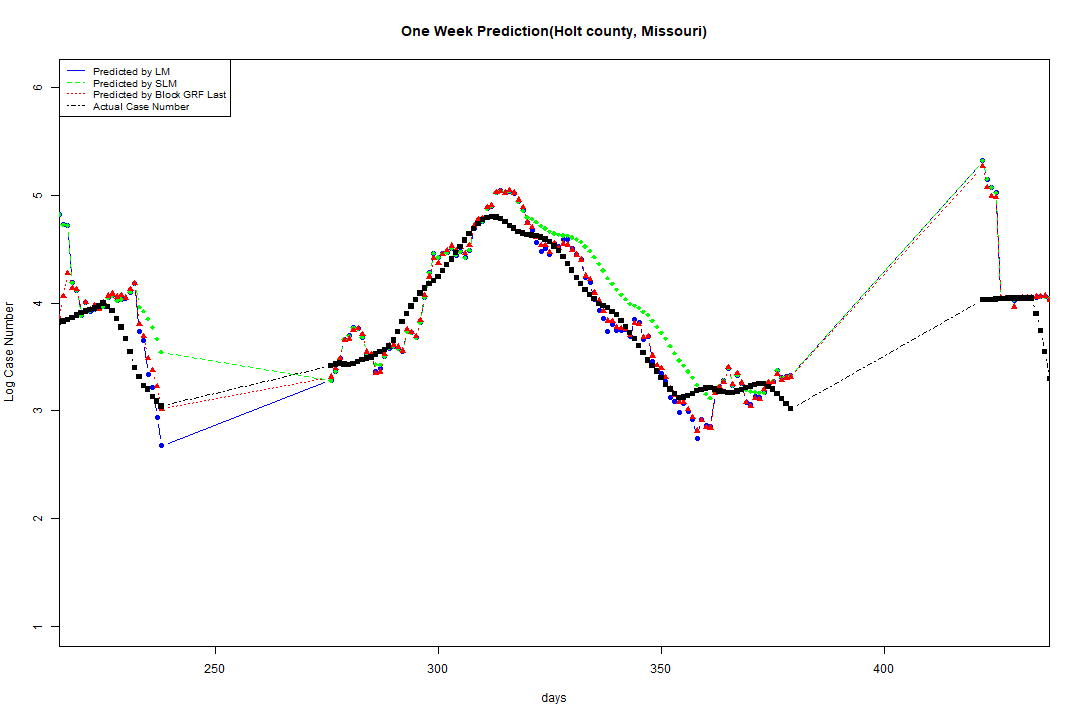 One Week Prediction(Holt county, Missouri)
Predicted by LM
Predicted by SLM
Predicted by Block GRF Last
Actual Case Number
6
5
4
3
2
1
Log Case Number
250 300 350 400
days